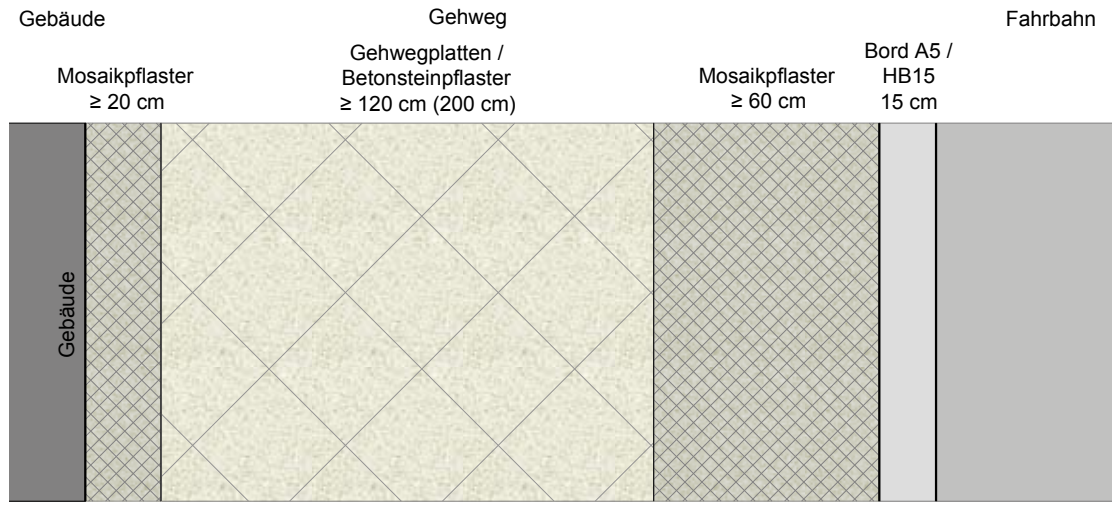 Gebäude
Gehweg
Fahrbahn
Mosaikpflaster
≥ 20 cm
Gehwegplatten /
Betonsteinpflaster
≥ 120 cm (200 cm)
Mosaikpflaster
≥ 60 cm
Bord A5 /
HB15
15 cm
Gebäude